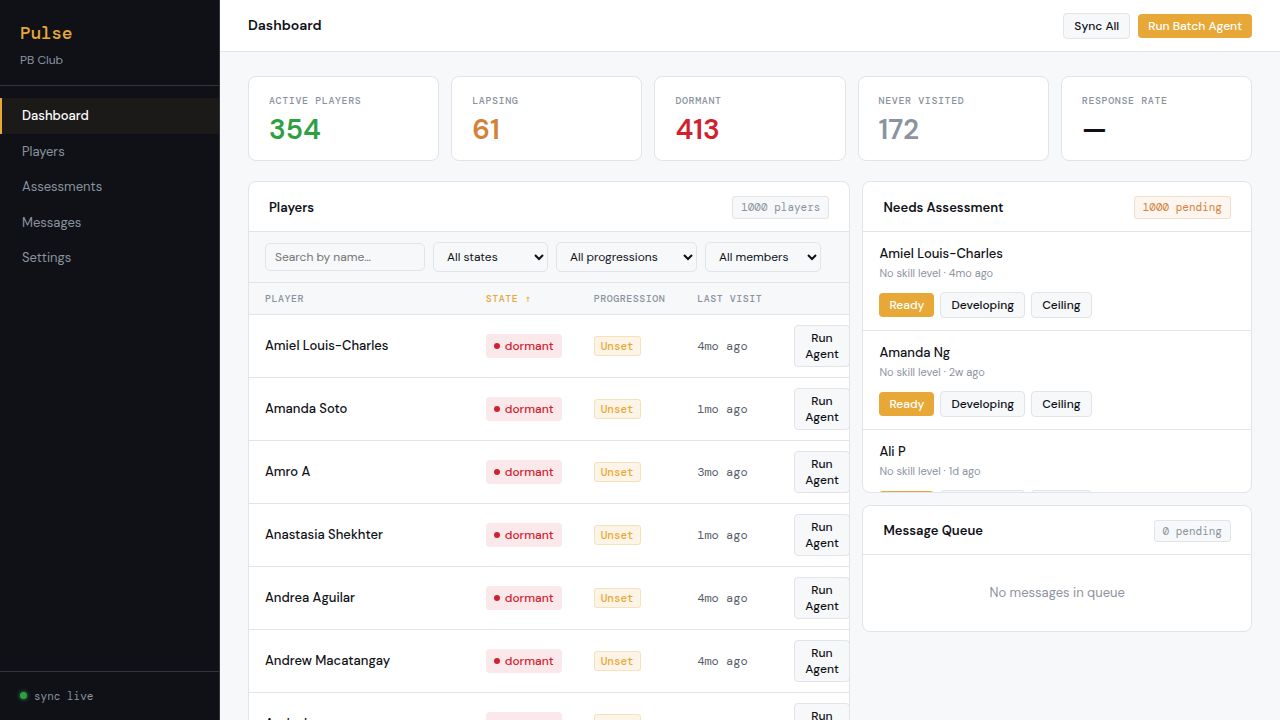 Pulse
PB Club
Dashboard
Players
Assessments
Messages
Settings
sync live
Dashboard
Sync All
Run Batch Agent
ACTIVE PLAYERS
354
LAPSING
61
DORMANT
413
NEVER VISITED
172
RESPONSE RATE
—
Players
1000 players
Search by name...
All states
All progressions
All members
PLAYER STATE ↑ PROGRESSION LAST VISIT
Amiel Louis-Charles dormant Unset 4mo ago Run
Agent
Amanda Soto dormant Unset 1mo ago Run
Agent
Amro A dormant Unset 3mo ago Run
Agent
Anastasia Shekhter dormant Unset 1mo ago Run
Agent
Andrea Aguilar dormant Unset 4mo ago Run
Agent
Andrew Macatangay dormant Unset 4mo ago Run
Agent
Run
Needs Assessment
1000 pending
Amiel Louis-Charles
No skill level · 4mo ago
Ready Developing Ceiling
Amanda Ng
No skill level · 2w ago
Ready Developing Ceiling
Ali P
No skill level · 1d ago
Message Queue
0 pending
No messages in queue